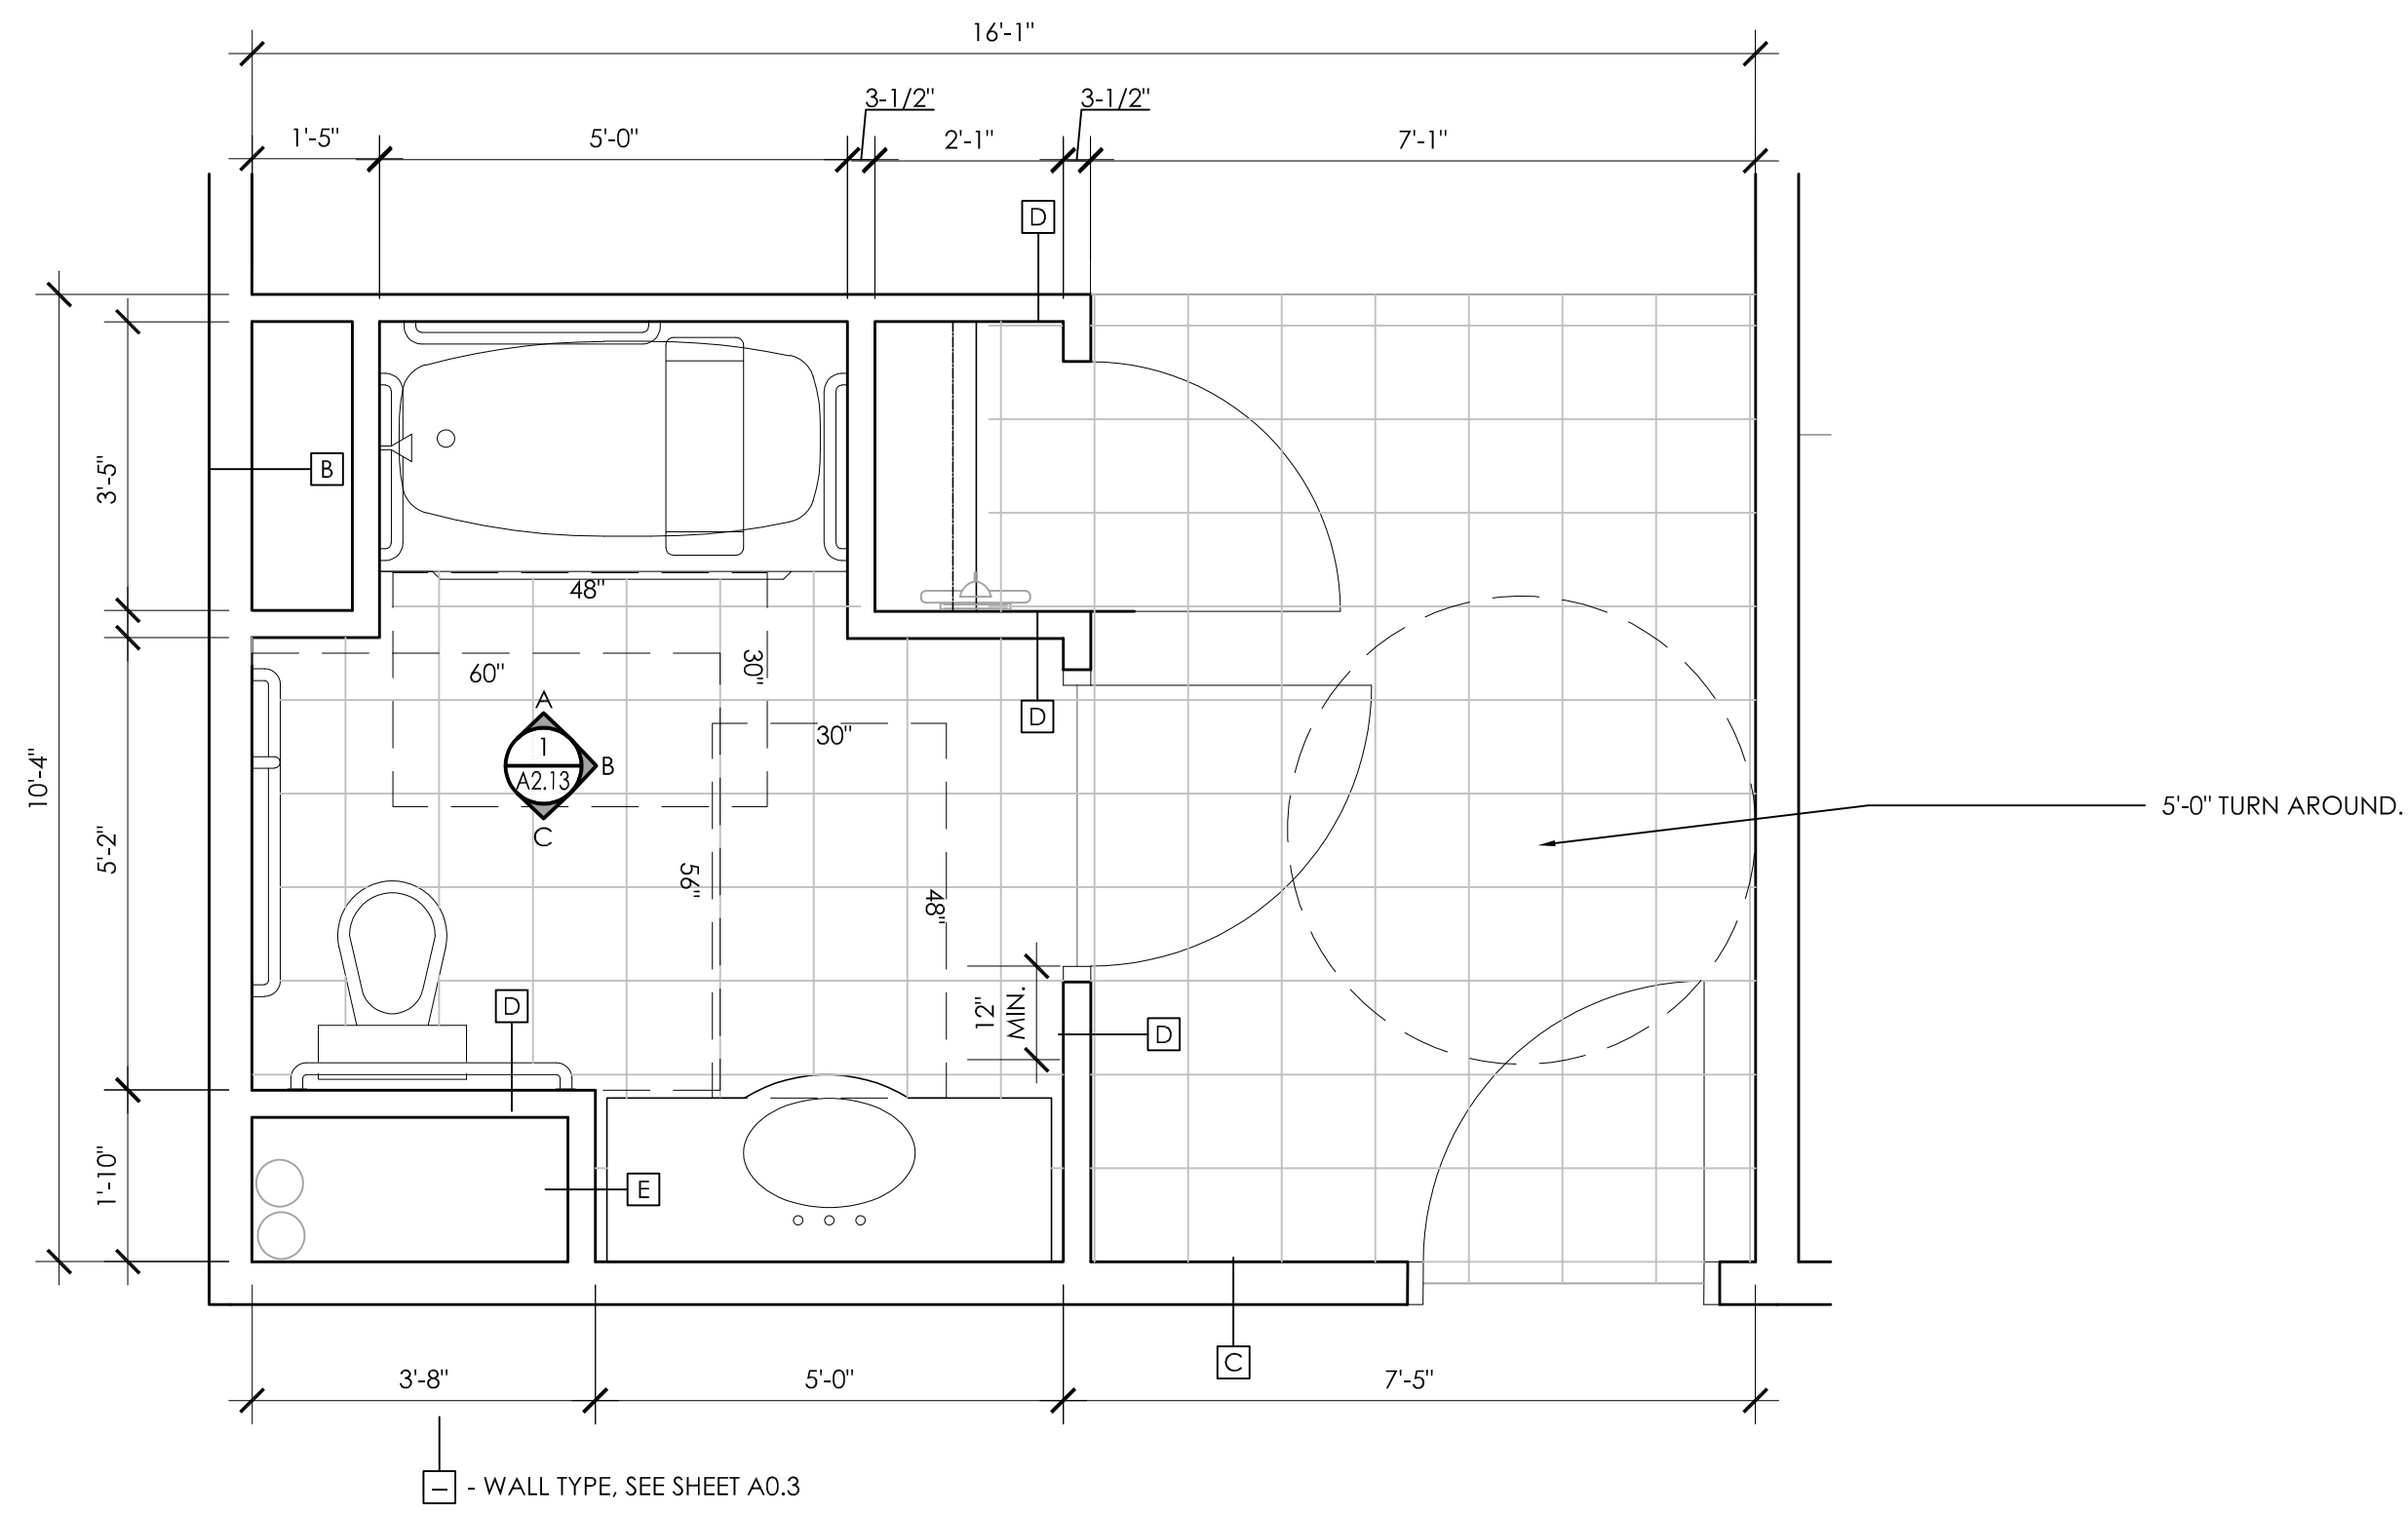 16'-1"
3-1/2"
3-1/2"
1'-5"
5'-0"
2'-1"
7'-1"
D
B
3'-5"
48"
60"
30"
A
1
A2.13
B
C
D
30"
10'-4"
5'-2"
56"
48"
5'-0" TURN AROUND.
12"
MIN.
D
D
1'-10"
E
C
3'-8"
5'-0"
7'-5"
- WALL TYPE, SEE SHEET A0.3